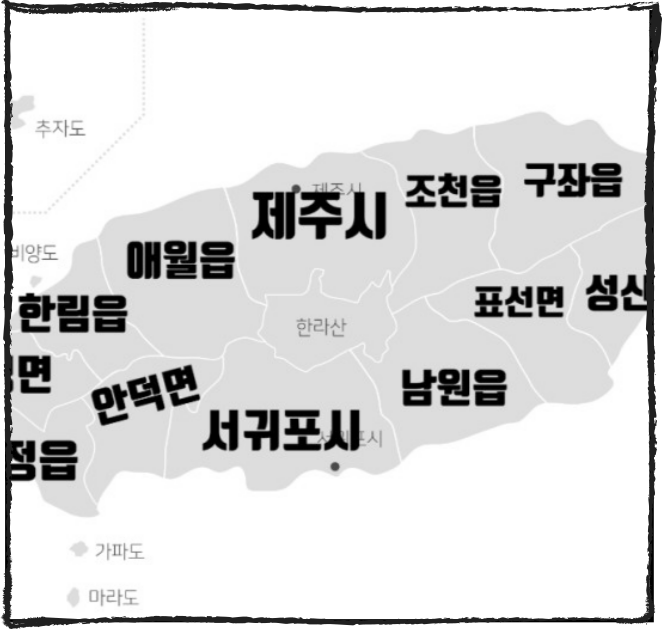 추자도
제주시
제주시
조천읍
구좌읍
비양도
애월읍
한림읍
한라산
표선면
성산
면
안덕면
남원읍
서귀포시
서귀포시
정읍
가파도
마라도